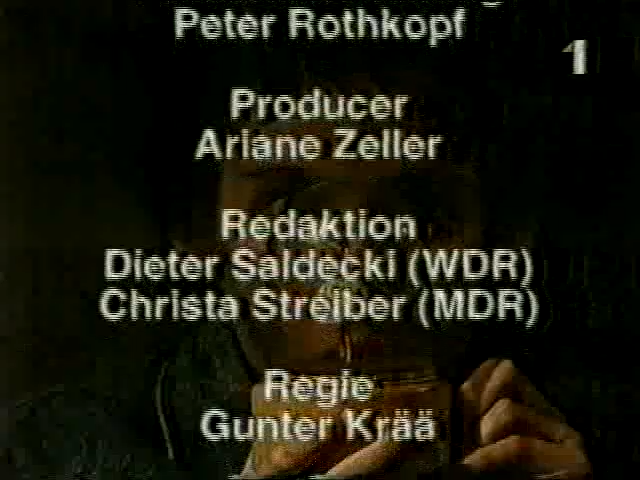 Peter Rothkopf
1
Producer
Ariane Zeller
Redaktion
Dieter Saldecki (WDR)
Christa Streiber (MDR)
Regie
Gunter Krää